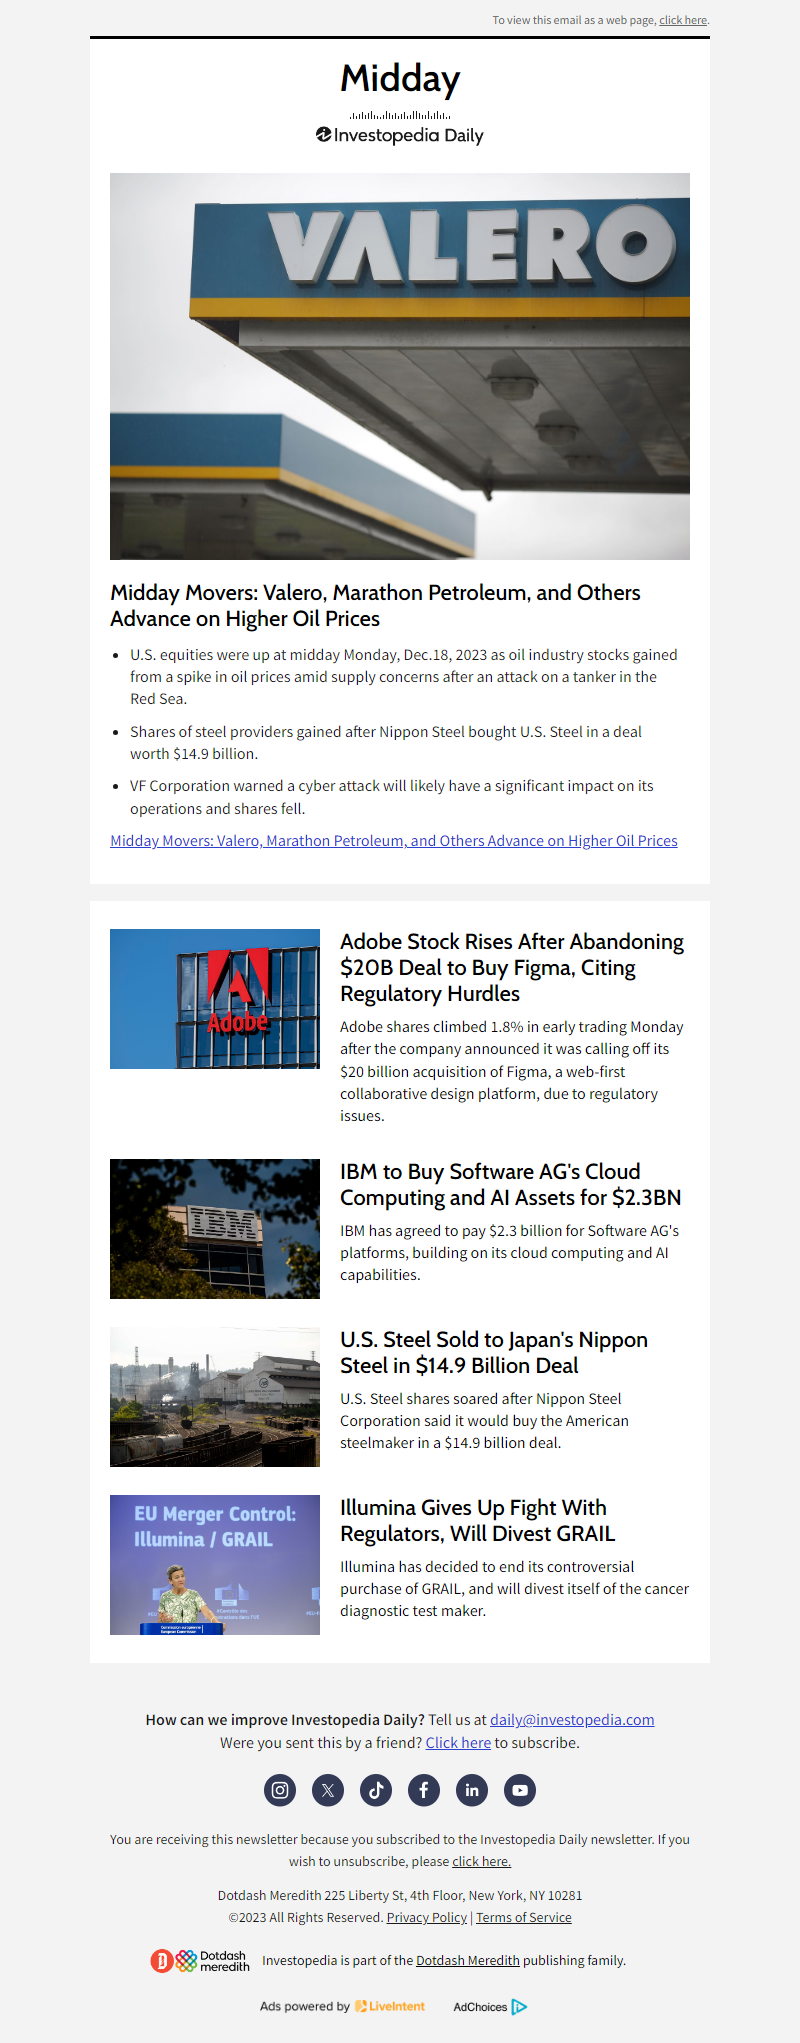 To view this email as a web page, click here.
Midday
Investopedia Daily
VALERO
Midday Movers: Valero, Marathon Petroleum, and Others
Advance on Higher Oil Prices
U.S. equities were up at midday Monday, Dec.18, 2023 as oil industry stocks gained
from a spike in oil prices amid supply concerns after an attack on a tanker in the
Red Sea.
Shares of steel providers gained after Nippon Steel bought U.S. Steel in a deal
worth $14.9 billion.
VF Corporation warned a cyber attack will likely have a significant impact on its
operations and shares fell.
Midday Movers: Valero, Marathon Petroleum, and Others Advance on Higher Oil Prices
Adobe
Adobe Stock Rises After Abandoning
$20B Deal to Buy Figma, Citing
Regulatory Hurdles
Adobe shares climbed 1.8% in early trading Monday
after the company announced it was calling off its
$20 billion acquisition of Figma, a web-first
collaborative design platform, due to regulatory
issues.
IBM
IBM to Buy Software AG's Cloud
Computing and AI Assets for $2.3BN
IBM has agreed to pay $2.3 billion for Software AG's
platforms, building on its cloud computing and AI
capabilities.
U.S. Steel Sold to Japan's Nippon
Steel in $14.9 Billion Deal
U.S. Steel shares soared after Nippon Steel
Corporation said it would buy the American
steelmaker in a $14.9 billion deal.
EU Merger Control:
Illumina / GRAIL
Illumina Gives Up Fight With
Regulators, Will Divest GRAIL
Illumina has decided to end its controversial
purchase of GRAIL, and will divest itself of the cancer
diagnostic test maker.
How can we improve Investopedia Daily? Tell us at daily@investopedia.com
Were you sent this by a friend? Click here to subscribe.
You are receiving this newsletter because you subscribed to the Investopedia Daily newsletter. If you
wish to unsubscribe, please click here.
Dotdash Meredith 225 Liberty St, 4th Floor, New York, NY 10281
©2023 All Rights Reserved. Privacy Policy | Terms of Service
Dotdash
meredith
Investopedia is part of the Dotdash Meredith publishing family.
Ads powered by LiveIntent
AdChoices